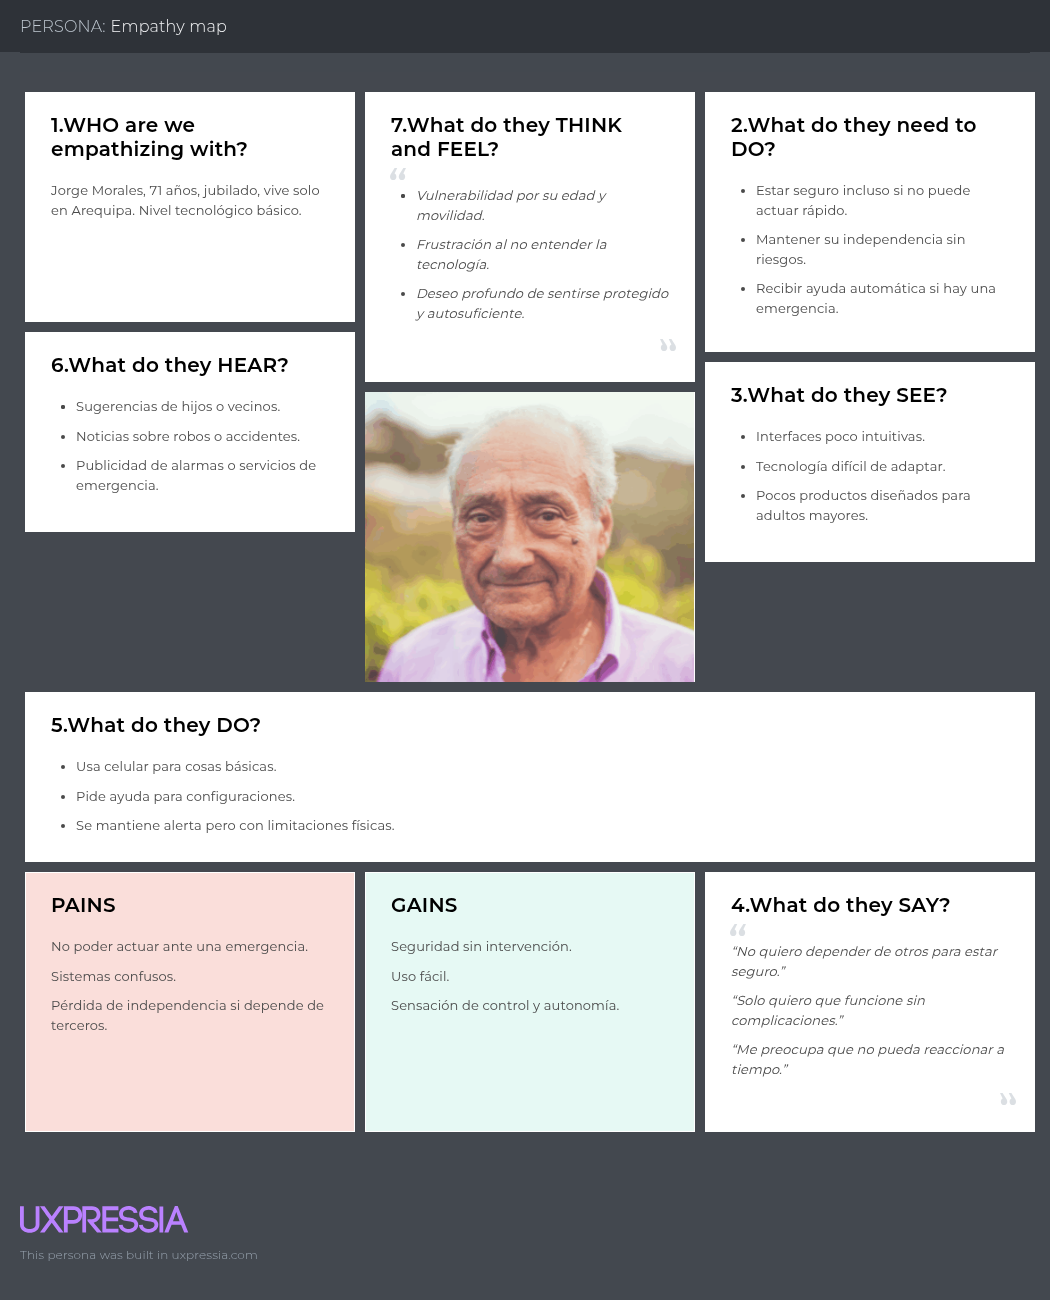 PERSONA: Empathy map
1.WHO are we
empathizing with?
Jorge Morales, 71 años, jubilado, vive solo
en Arequipa. Nivel tecnológico básico.
7.What do they THINK
and FEEL?
“
• Vulnerabilidad por su edad y
movilidad.
• Frustración al no entender la
tecnología.
• Deseo profundo de sentirse protegido
y autosuficiente.
”
2.What do they need to
DO?
• Estar seguro incluso si no puede
actuar rápido.
• Mantener su independencia sin
riesgos.
• Recibir ayuda automática si hay una
emergencia.
6.What do they HEAR?
• Sugerencias de hijos o vecinos.
• Noticias sobre robos o accidentes.
• Publicidad de alarmas o servicios de
emergencia.
3.What do they SEE?
• Interfaces poco intuitivas.
• Tecnología difícil de adaptar.
• Pocos productos diseñados para
adultos mayores.
5.What do they DO?
• Usa celular para cosas básicas.
• Pide ayuda para configuraciones.
• Se mantiene alerta pero con limitaciones físicas.
PAINS
No poder actuar ante una emergencia.
Sistemas confusos.
Pérdida de independencia si depende de
terceros.
GAINS
Seguridad sin intervención.
Uso fácil.
Sensación de control y autonomía.
4.What do they SAY?
“
“No quiero depender de otros para estar
seguro.”
“Solo quiero que funcione sin
complicaciones.”
“Me preocupa que no pueda reaccionar a
tiempo.”
”
UXPRESSIA
This persona was built in uxpressia.com